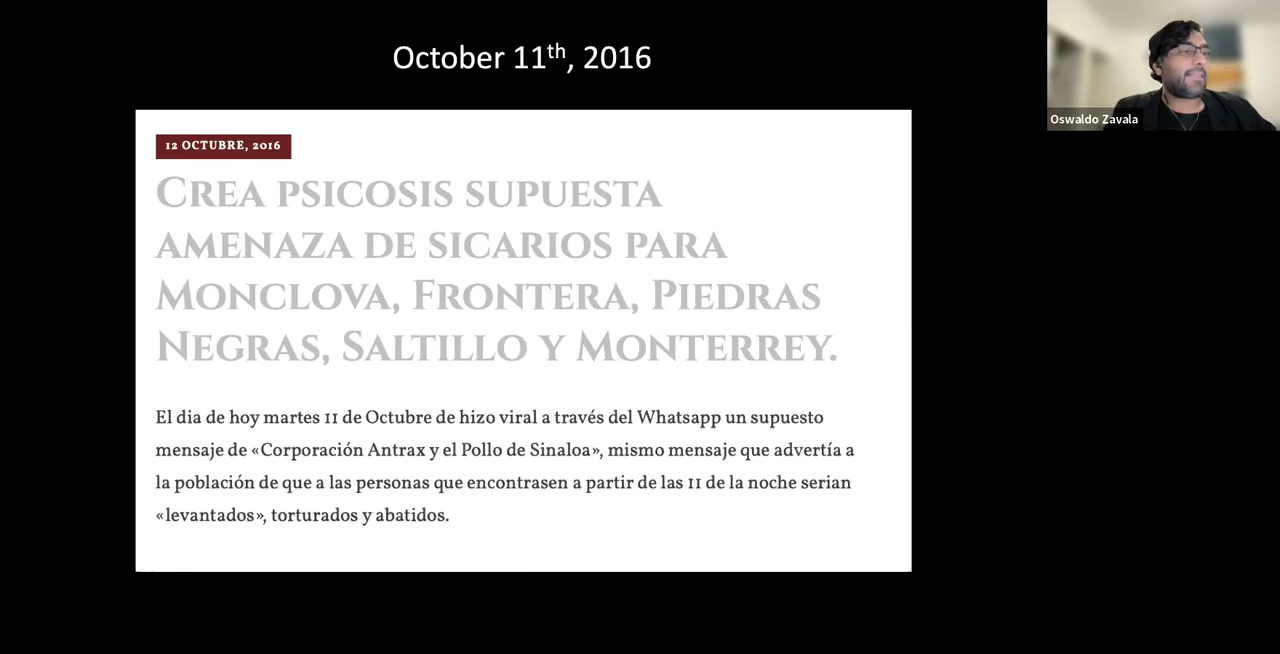 October 11th, 2016
Oswaldo Zavala
12 OCTUBRE, 2016
CREA PSICOSIS SUPUESTA
AMENAZA DE SICARIOS PARA
MONCLOVA, FRONTERA, PIEDRAS
NEGRAS, SALTILLO Y MONTERREY.
El dia de hoy martes 11 de Octubre de hizo viral a través del Whatsapp un supuesto
mensaje de «Corporación Antrax y el Pollo de Sinaloa», mismo mensaje que advertía a
la población de que a las personas que encontrasen a partir de las 11 de la noche serian
«levantados», torturados y abatidos.